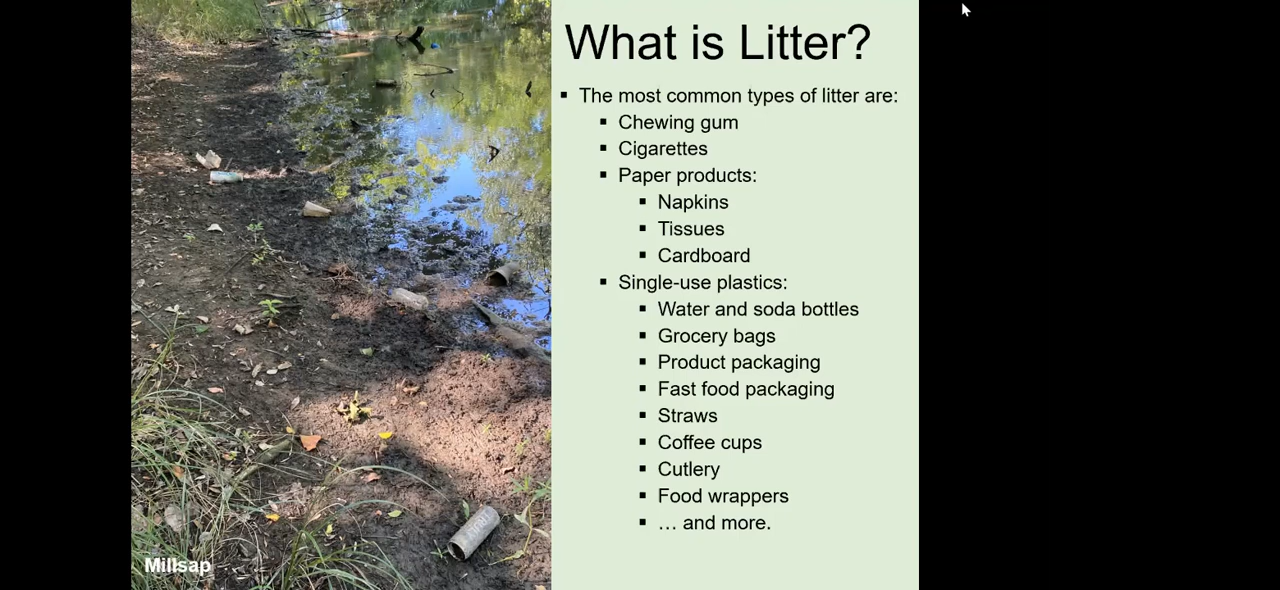 What is Litter?
▪ The most common types of litter are:
▪ Chewing gum
▪ Cigarettes
▪ Paper products:
▪ Napkins
▪ Tissues
▪ Cardboard
▪ Single-use plastics:
▪ Water and soda bottles
▪ Grocery bags
▪ Product packaging
▪ Fast food packaging
▪ Straws
▪ Coffee cups
▪ Cutlery
▪ Food wrappers
▪ … and more.
Millsap